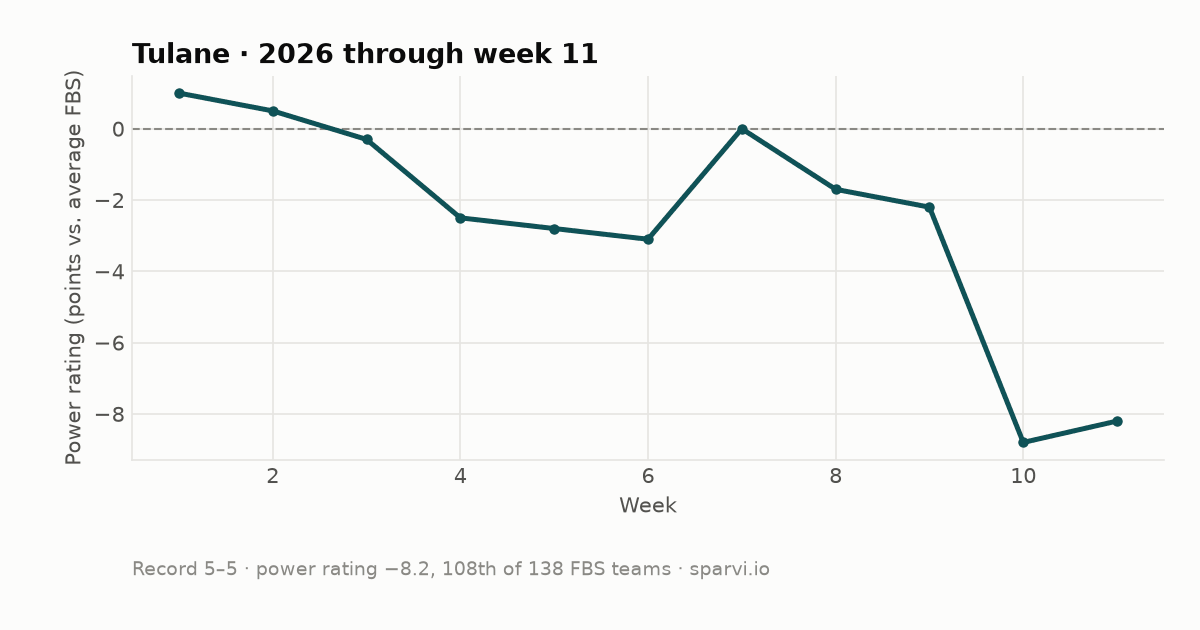 Tulane · 2026 through week 11
Power rating (points vs. average FBS)
0
−2
−4
−6
−8
2 4 6 8 10
Week
Record 5–5 · power rating −8.2, 108th of 138 FBS teams · sparvi.io